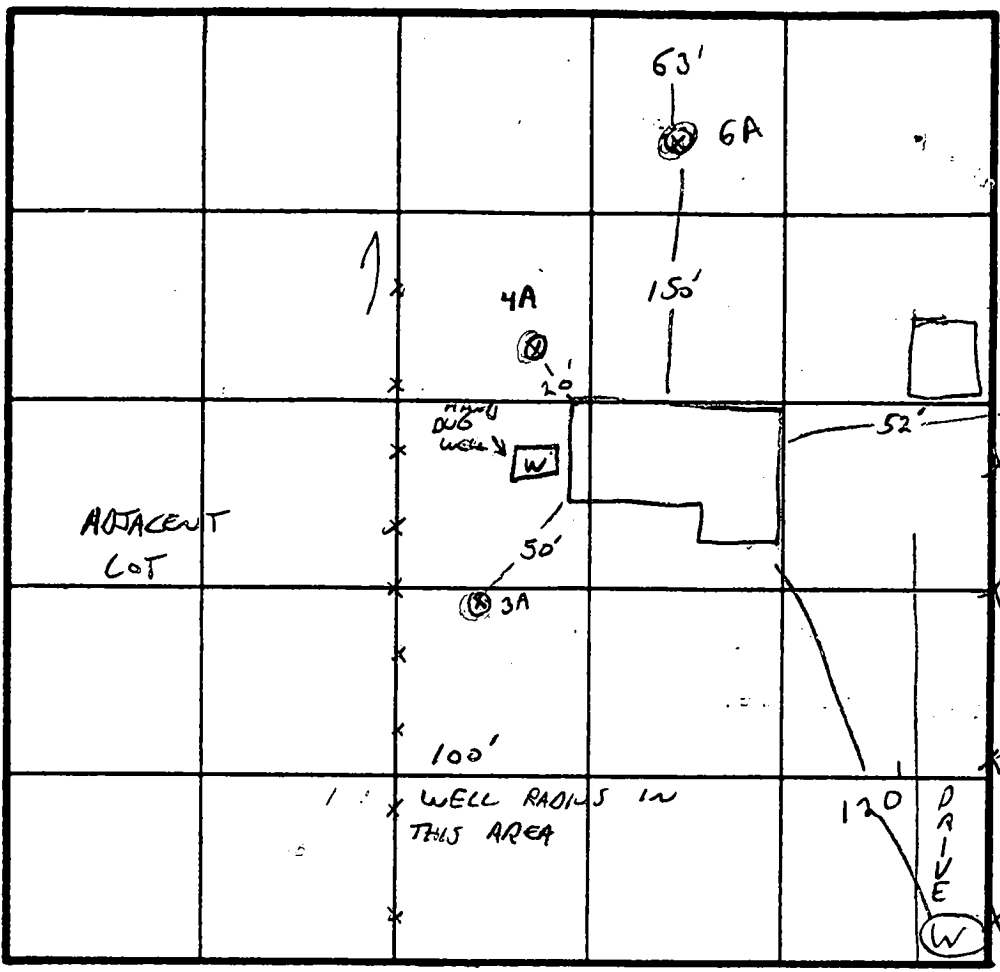 63'
6A
150'
4A
20'
HAND
DUG
WELL
W
52'
ADJACENT
LOT
50'
3A
100'
WELL RADIUS IN
THIS AREA
120'
DRIVE
W